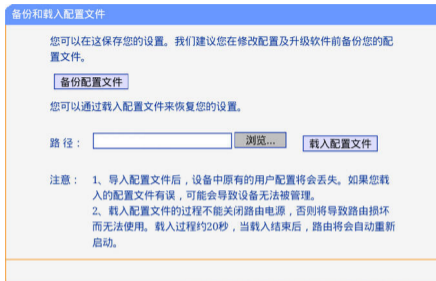 备份和载入配置文件
您可以在这保存您的设置。我们建议您在修改配置及升级软件前备份您的配
置文件。
备份配置文件
您可以通过载入配置文件来恢复您的设置。
路 径： 浏览... 载入配置文件
注意： 1、导入配置文件后，设备中原有的用户配置将会丢失。如果您载
入的配置文件有误，可能会导致设备无法被管理。
2、载入配置文件的过程不能关闭路由电源，否则将导致路由损坏
而无法使用。载入过程约20秒，当载入结束后，路由将会自动重新
启动。